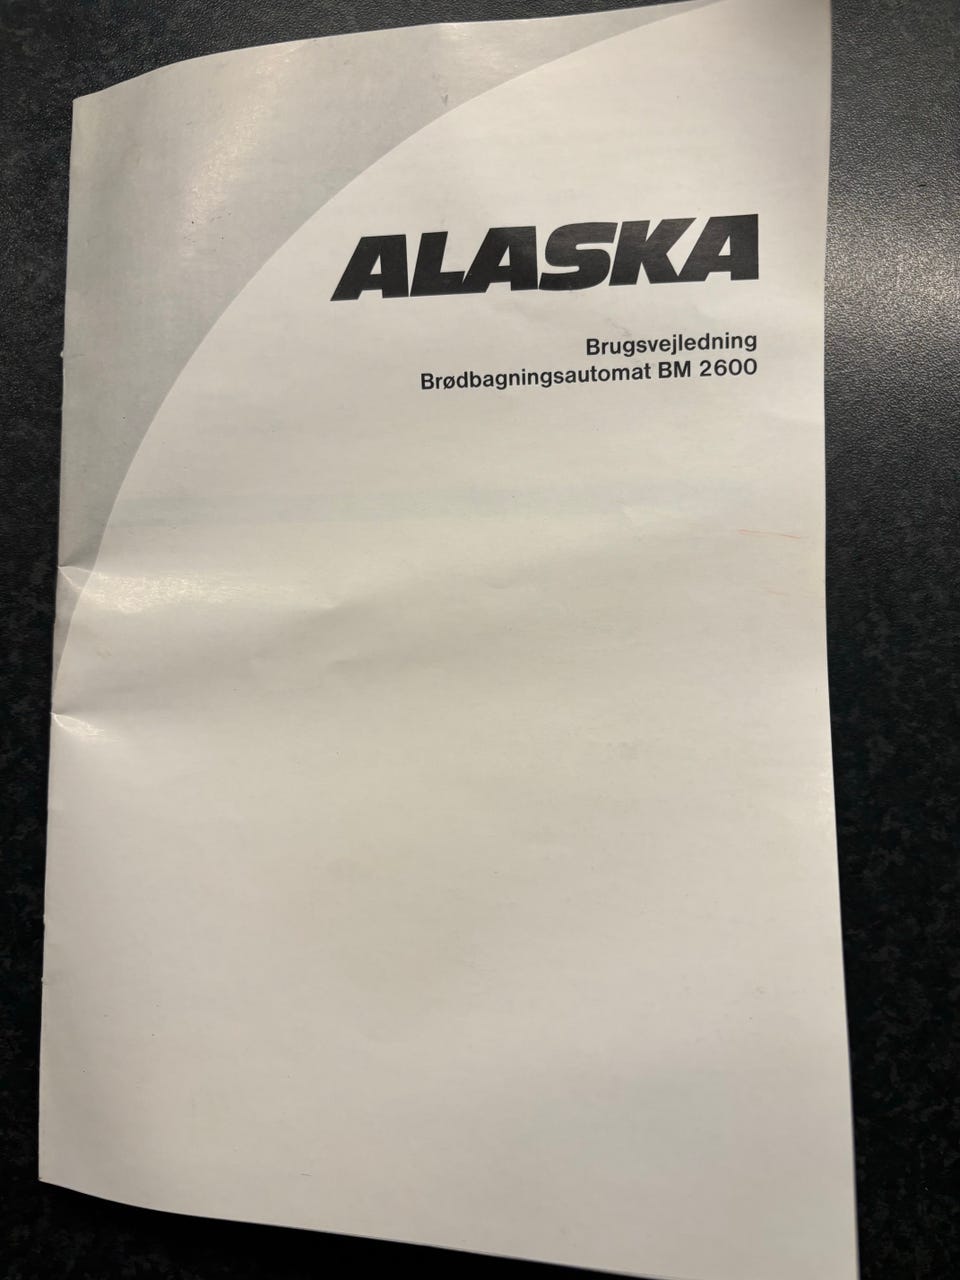 ALASKA
Brugsvejledning
Brødbagningsautomat BM 2600